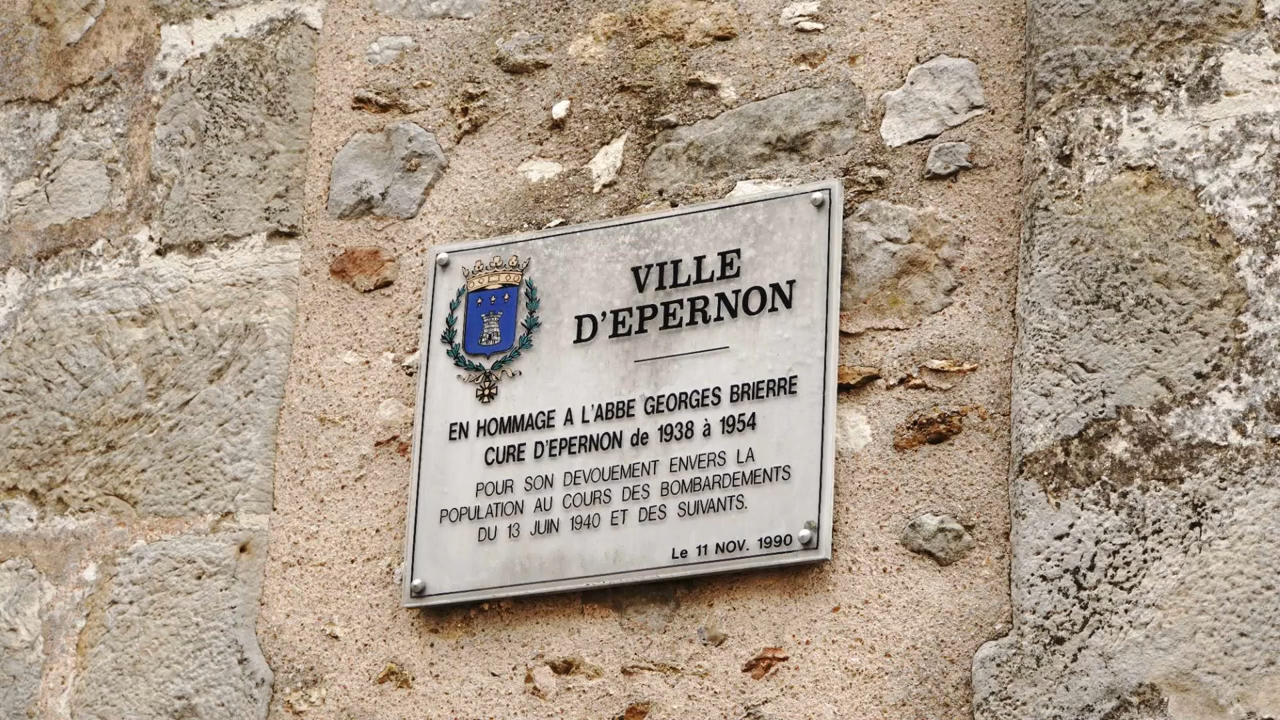 VILLE
D'EPERNON
EN HOMMAGE A L'ABBE GEORGES BRIERRE
CURE D'EPERNON de 1938 à 1954
POUR SON DEVOUEMENT ENVERS LA
POPULATION AU COURS DES BOMBARDEMENTS
DU 13 JUIN 1940 ET DES SUIVANTS.
Le 11 NOV. 1990